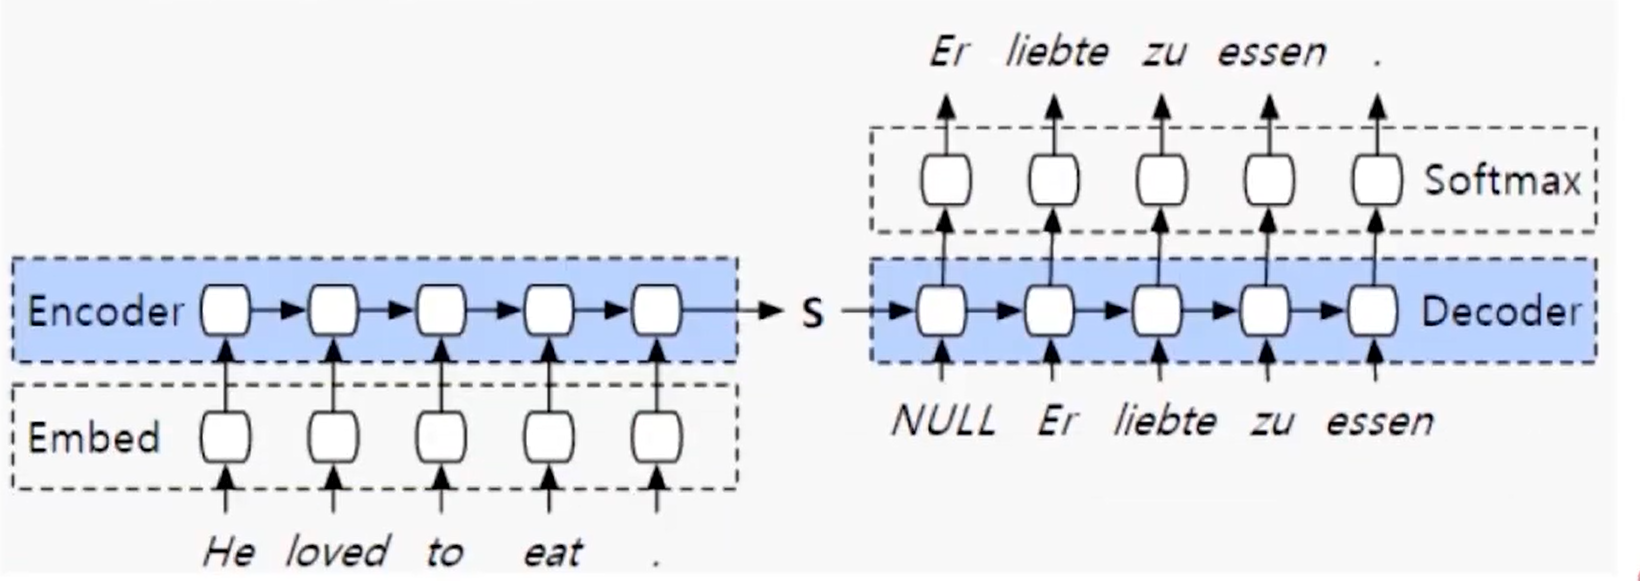 Er liebte zu essen .
Softmax
Encoder S Decoder
Embed NULL Er liebte zu essen
He loved to eat .